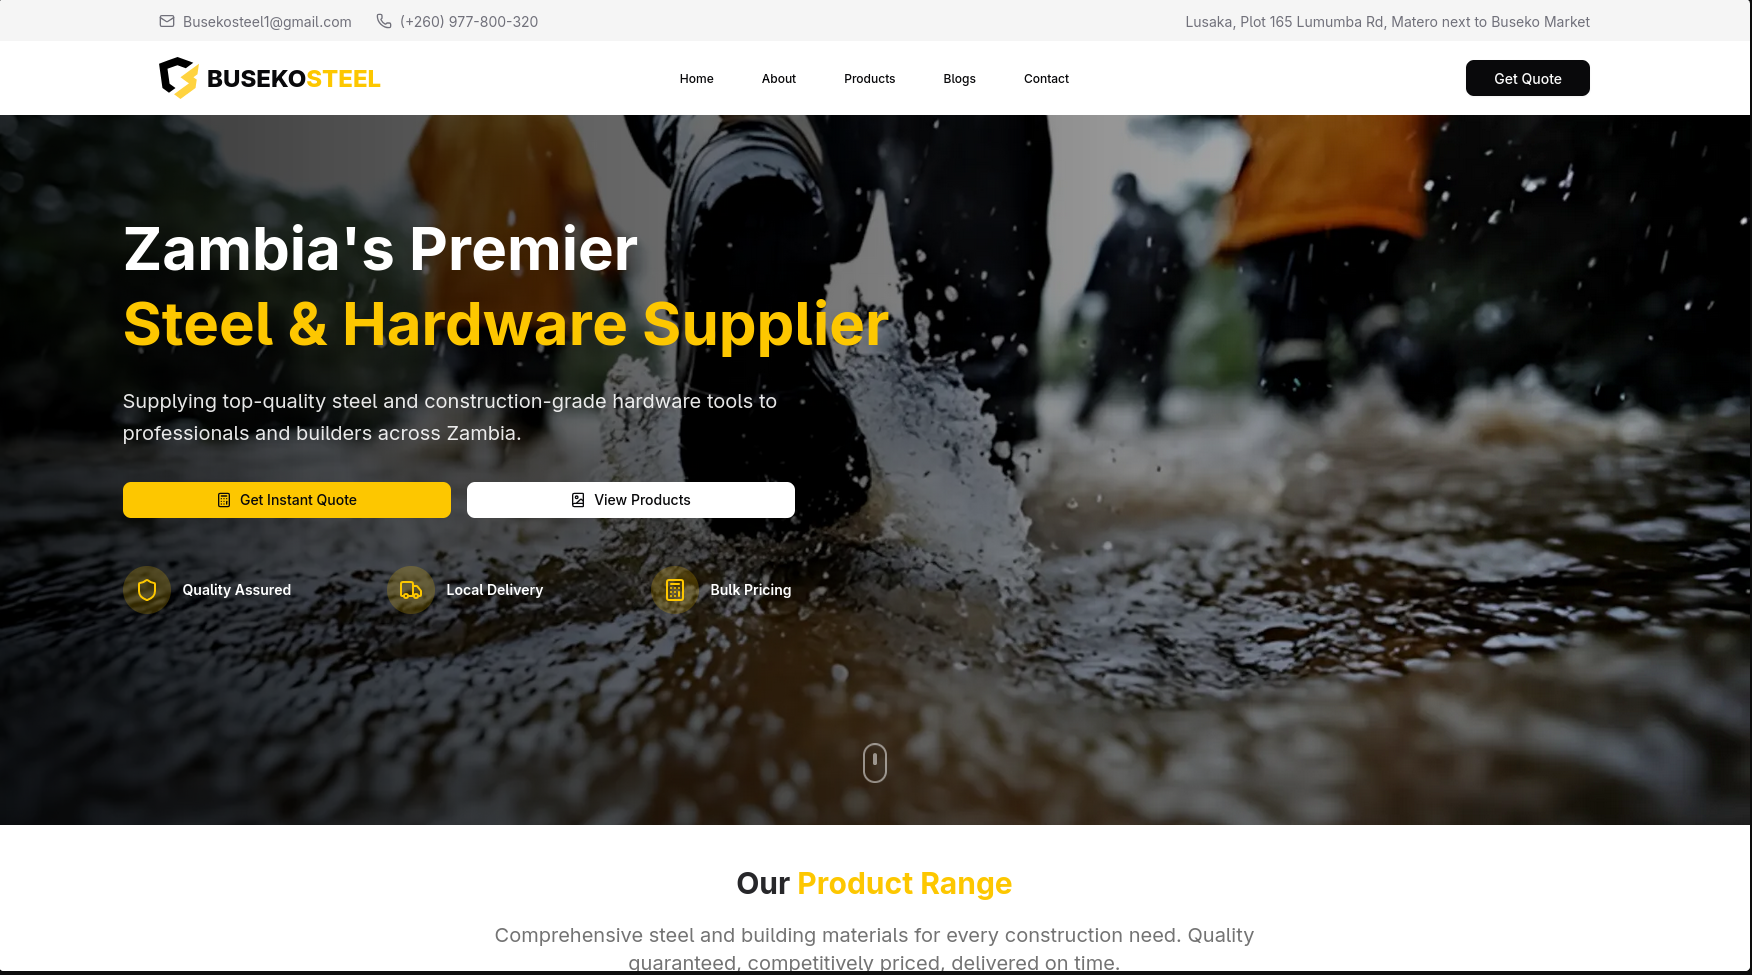 Busekosteel1@gmail.com
(+260) 977-800-320
Lusaka, Plot 165 Lumumba Rd, Matero next to Buseko Market
BUSEKOSTEEL
Home
About
Products
Blogs
Contact
Get Quote
Zambia's Premier
Steel & Hardware Supplier
Supplying top-quality steel and construction-grade hardware tools to
professionals and builders across Zambia.
Get Instant Quote
View Products
Quality Assured
Local Delivery
Bulk Pricing
Our Product Range
Comprehensive steel and building materials for every construction need. Quality
guaranteed, competitively priced, delivered on time.